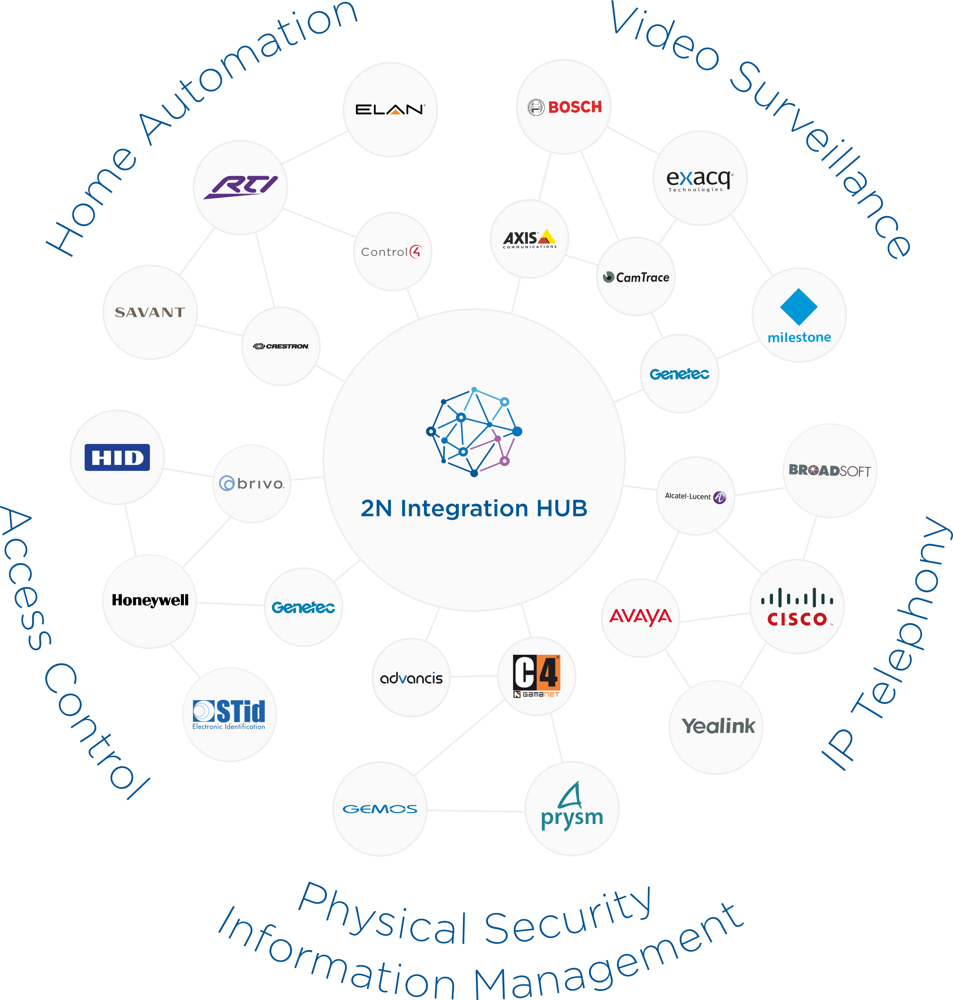 Home Automation
Video Surveillance
ELAN®
BOSCH
RTI
exacq®
Technologies
AXIS®
COMMUNICATIONS
Control4™
CamTrace
SAVANT
milestone
CRESTRON
Genetec
HID
brivo®
2N Integration HUB
Alcatel·Lucent
BROADSOFT
Access Control
IP Telephony
Honeywell
Genetec
AVAYA
CISCO™
advancis
C4®
GAMANET
STid
Electronic Identification
Yealink
GEMOS
prysm
Physical Security
Information Management